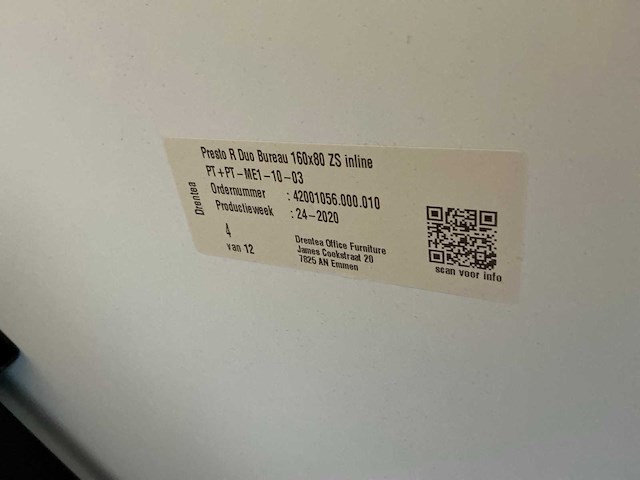 Drentea
Presto R Duo Bureau 160x80 ZS inline
PT+PT-ME1-10-03
Ordernummer : 42001056.000.010
Productieweek : 24-2020
4
van 12
Drentea Office Furniture
James Cookstraat 20
7825 AN Emmen
scan voor info